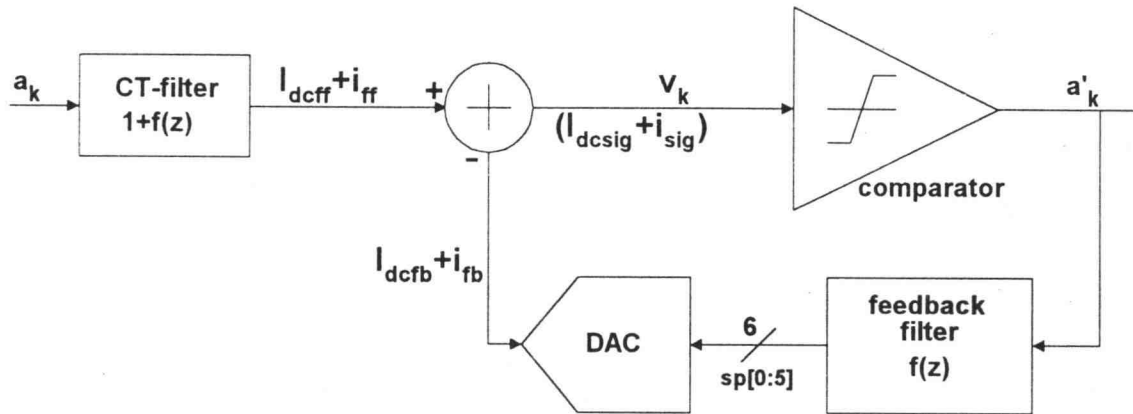 a_k
CT-filter
1+f(z)
I_dcff+i_ff
+
-
v_k
(I_dcsig+i_sig)
a'_k
comparator
I_dcfb+i_fb
DAC
6
sp[0:5]
feedback
filter
f(z)